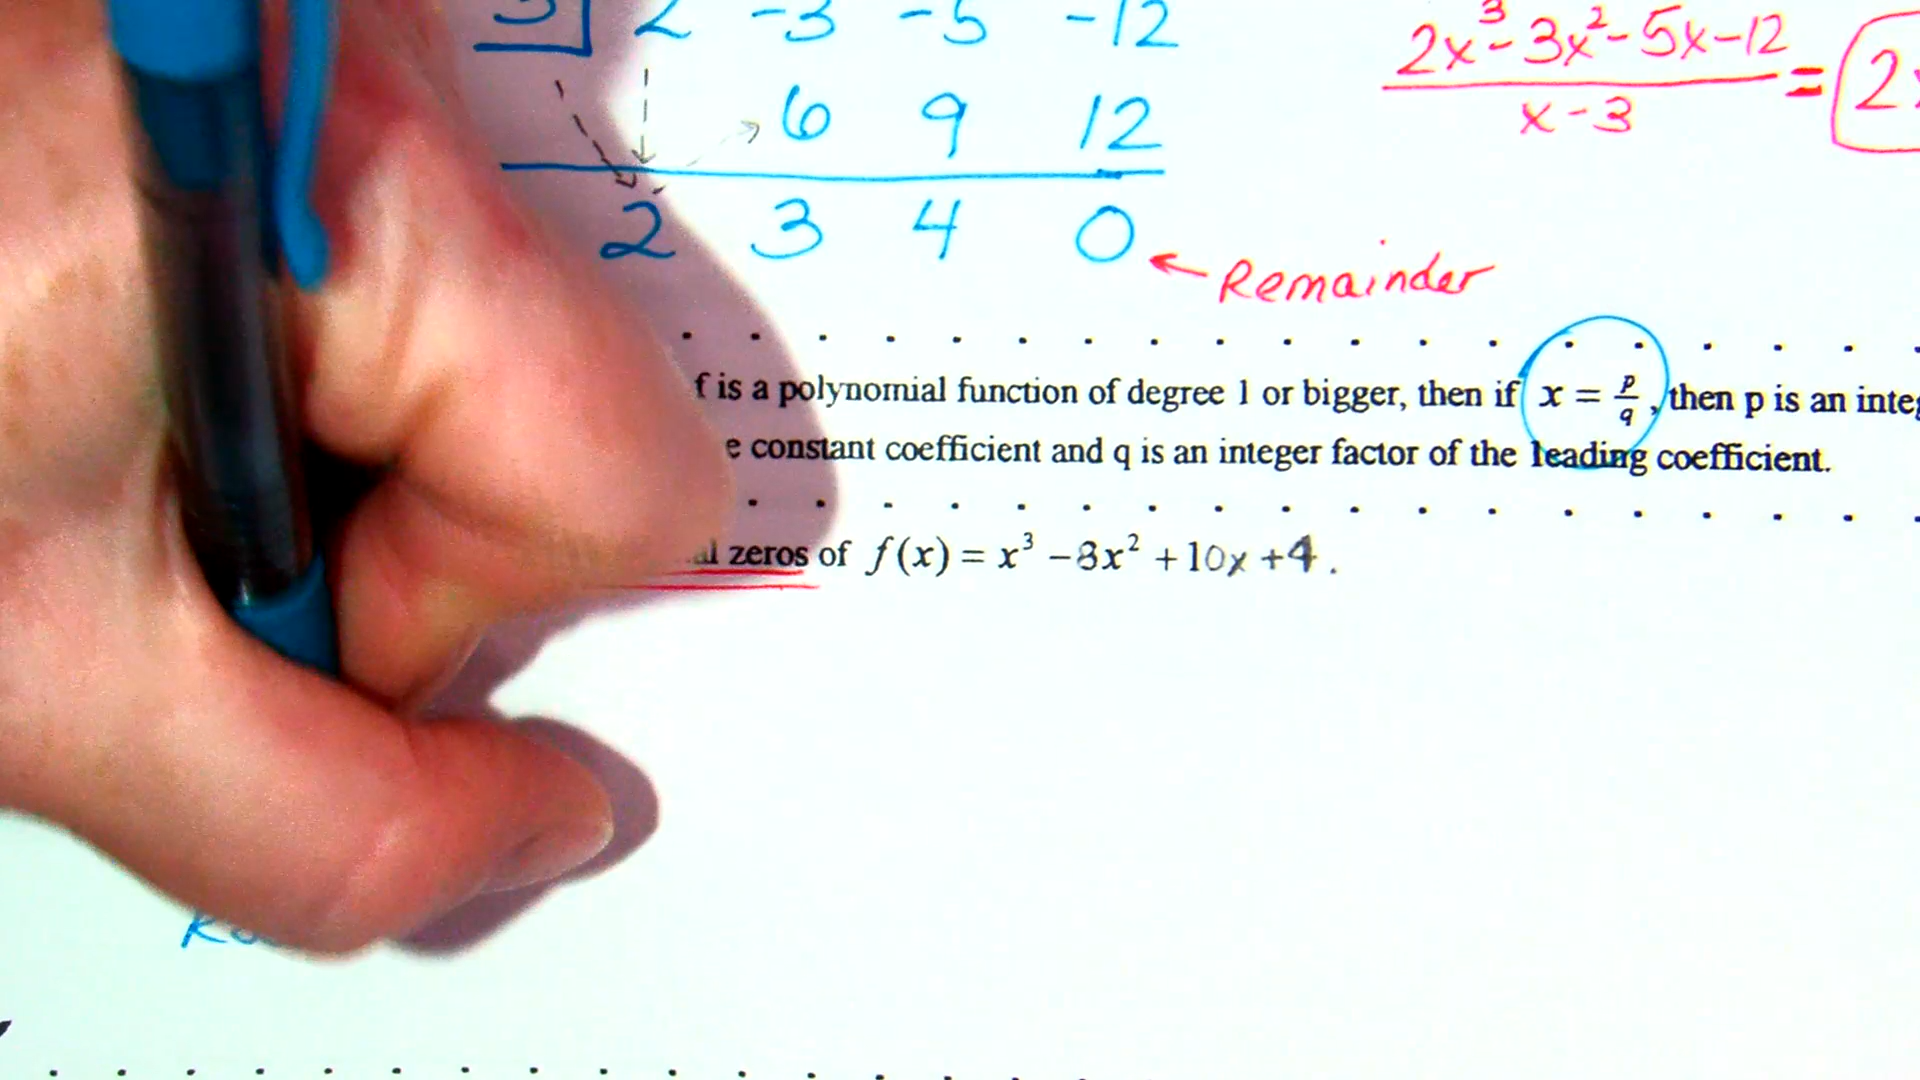 3 2 -3 -5 -12
2x³-3x²-5x-12 / x-3 = 2
6 9 12
2 3 4 0 ← Remainder
f is a polynomial function of degree 1 or bigger, then if x = p/q, then p is an
constant coefficient and q is an integer factor of the leading coefficient.
zeros of f(x) = x³ − 8x² + 10x + 4.